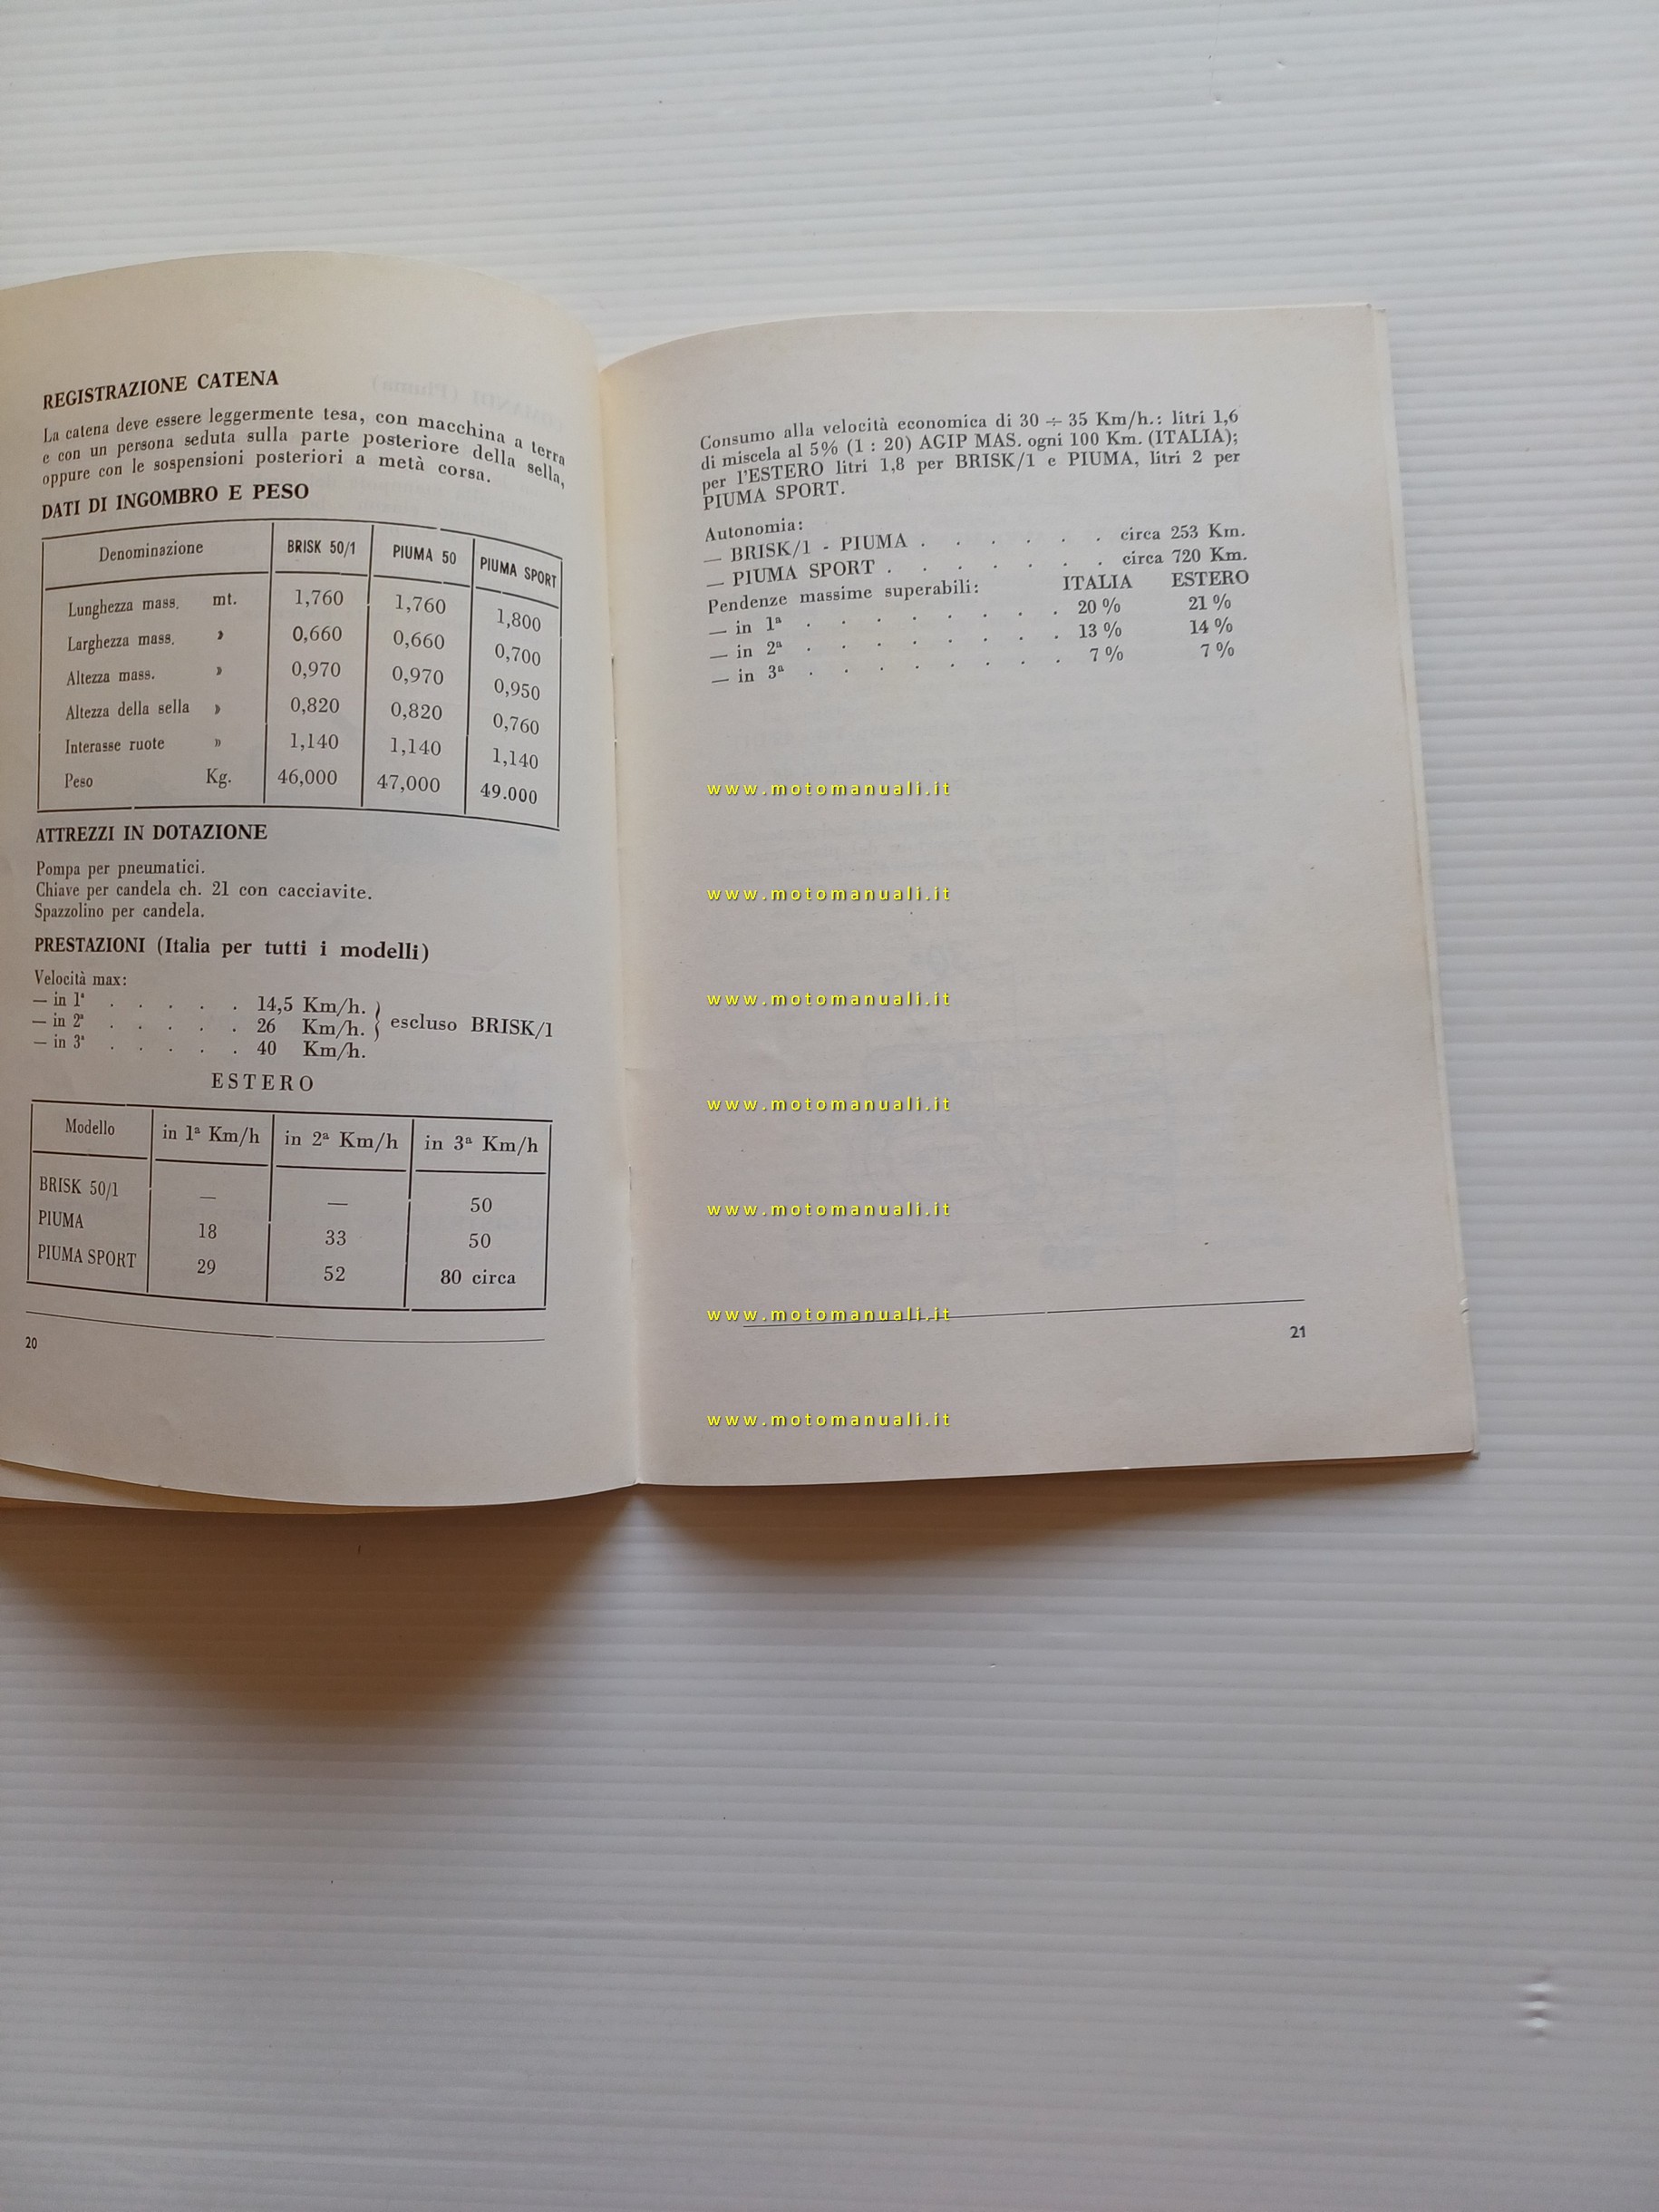 REGISTRAZIONE CATENA
La catena deve essere leggermente tesa, con macchina a terra
e con un persona seduta sulla parte posteriore della sella,
oppure con le sospensioni posteriori a metà corsa.
DATI DI INGOMBRO E PESO
Denominazione BRISK 50/1 PIUMA 50 PIUMA SPORT
Lunghezza mass. mt. 1,760 1,760 1,800
Larghezza mass. » 0,660 0,660 0,700
Altezza mass. » 0,970 0,970 0,950
Altezza della sella » 0,820 0,820 0,760
Interasse ruote » 1,140 1,140 1,140
Peso Kg. 46,000 47,000 49.000
ATTREZZI IN DOTAZIONE
Pompa per pneumatici.
Chiave per candela ch. 21 con cacciavite.
Spazzolino per candela.
PRESTAZIONI (Italia per tutti i modelli)
Velocità max:
— in 1ª . . . . . 14,5 Km/h. }
— in 2ª . . . . . 26 Km/h. } escluso BRISK/1
— in 3ª . . . . . 40 Km/h.
ESTERO
Modello in 1ª Km/h in 2ª Km/h in 3ª Km/h
BRISK 50/1 — — 50
PIUMA 18 33 50
PIUMA SPORT 29 52 80 circa
20
Consumo alla velocità economica di 30 ÷ 35 Km/h.: litri 1,6
di miscela al 5% (1 : 20) AGIP MAS. ogni 100 Km. (ITALIA);
per l'ESTERO litri 1,8 per BRISK/1 e PIUMA, litri 2 per
PIUMA SPORT.
Autonomia:
— BRISK/1 - PIUMA . . . . . . circa 253 Km.
— PIUMA SPORT . . . . . . . circa 720 Km.
Pendenze massime superabili: ITALIA ESTERO
— in 1ª . . . . . . . . 20 % 21 %
— in 2ª . . . . . . . . 13 % 14 %
— in 3ª . . . . . . . . 7 % 7 %
www.motomanuali.it
www.motomanuali.it
www.motomanuali.it
www.motomanuali.it
www.motomanuali.it
www.motomanuali.it
21
www.motomanuali.it